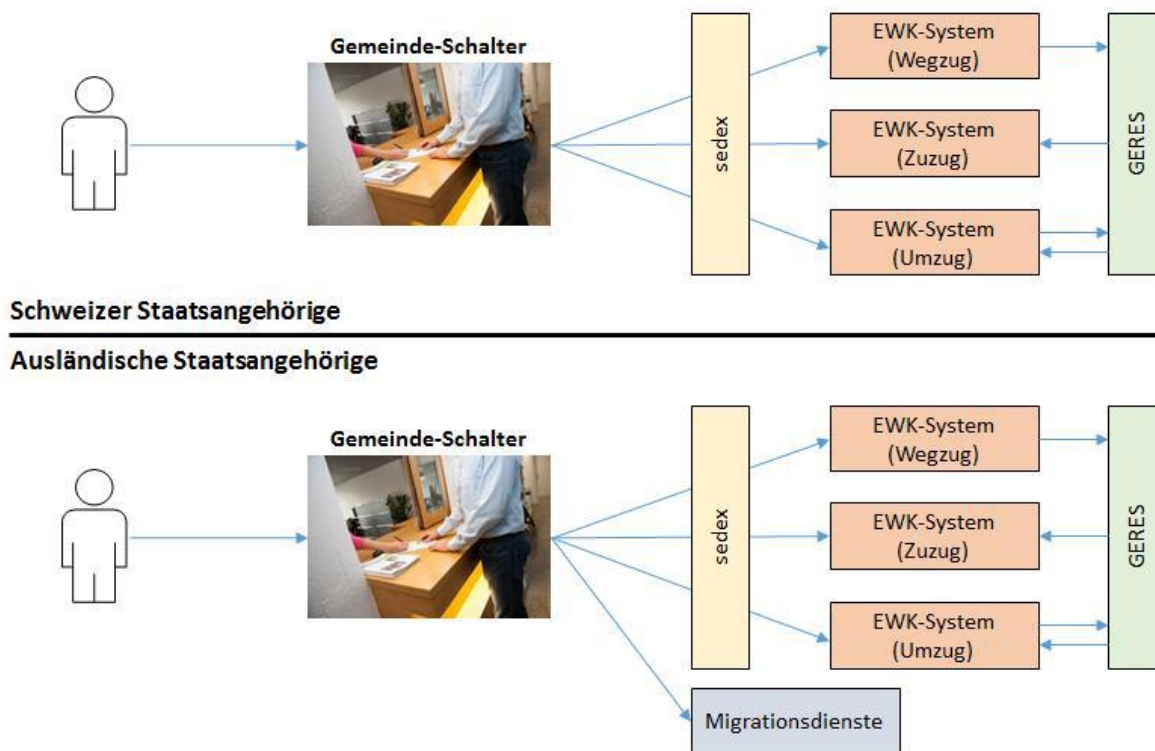 Gemeinde-Schalter
sedex
EWK-System
(Wegzug)
EWK-System
(Zuzug)
EWK-System
(Umzug)
GERES
Schweizer Staatsangehörige
Ausländische Staatsangehörige
Gemeinde-Schalter
sedex
EWK-System
(Wegzug)
EWK-System
(Zuzug)
EWK-System
(Umzug)
GERES
Migrationsdienste